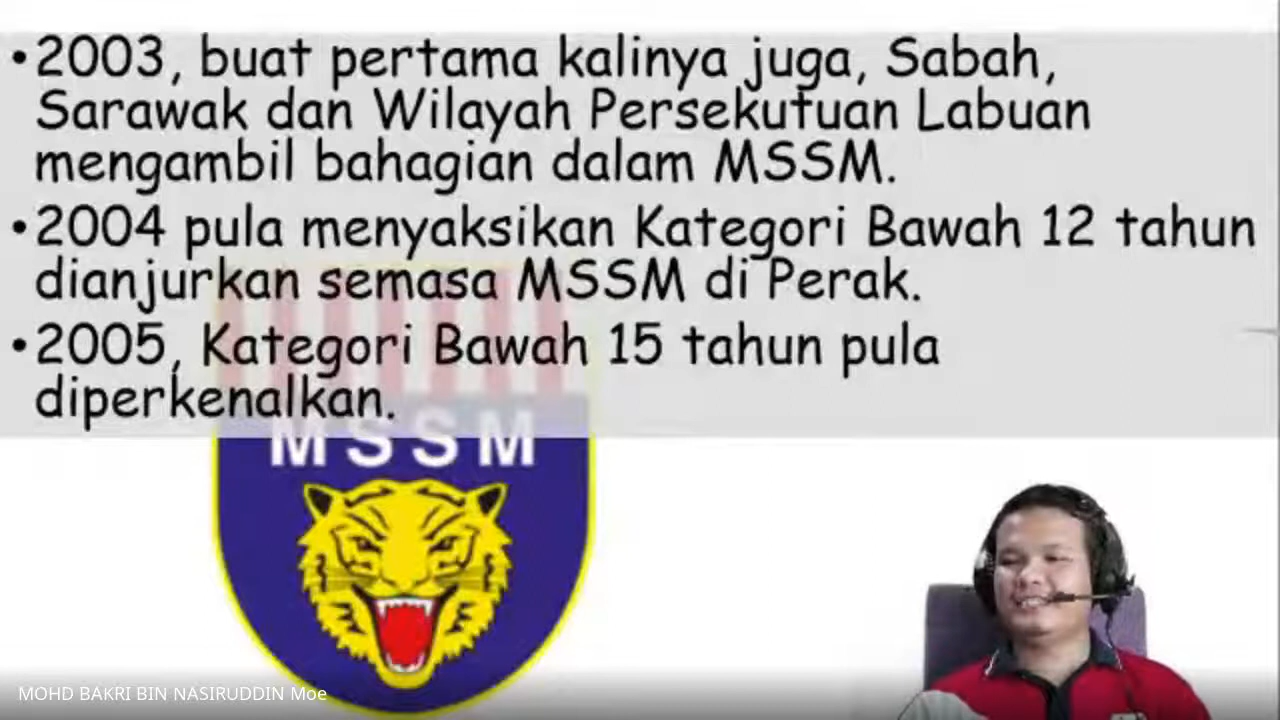 •2003, buat pertama kalinya juga, Sabah,
Sarawak dan Wilayah Persekutuan Labuan
mengambil bahagian dalam MSSM.
•2004 pula menyaksikan Kategori Bawah 12 tahun
dianjurkan semasa MSSM di Perak.
•2005, Kategori Bawah 15 tahun pula
diperkenalkan.
MSSM
MOHD BAKRI BIN NASIRUDDIN Moe